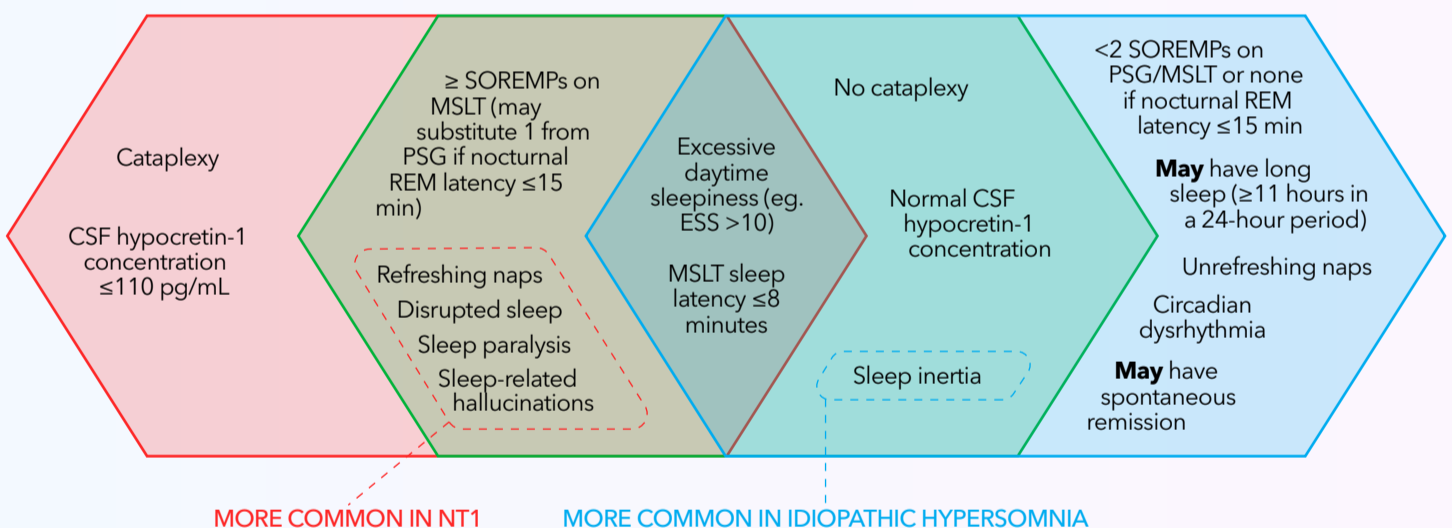 Cataplexy
CSF hypocretin-1
concentration
≤110 pg/mL
≥ SOREMPs on
MSLT (may
substitute 1 from
PSG if nocturnal
REM latency ≤15
min)
Refreshing naps
Disrupted sleep
Sleep paralysis
Sleep-related
hallucinations
Excessive
daytime
sleepiness (eg.
ESS >10)
MSLT sleep
latency ≤8
minutes
No cataplexy
Normal CSF
hypocretin-1
concentration
Sleep inertia
<2 SOREMPs on
PSG/MSLT or none
if nocturnal REM
latency ≤15 min
May have long
sleep (≥11 hours in
a 24-hour period)
Unrefreshing naps
Circadian
dysrhythmia
May have
spontaneous
remission
MORE COMMON IN NT1
MORE COMMON IN IDIOPATHIC HYPERSOMNIA